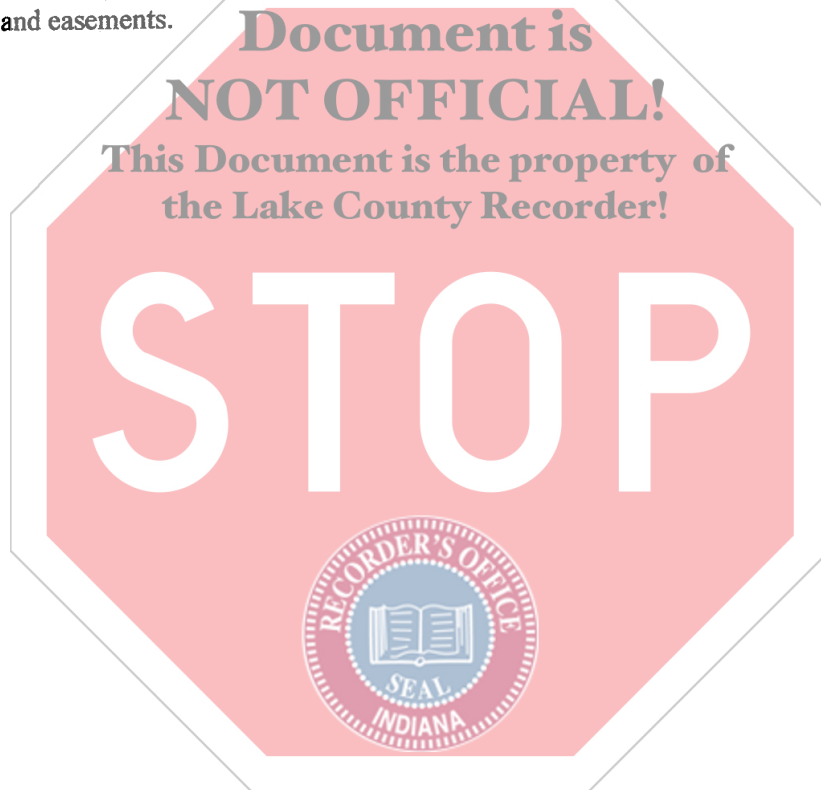 and easements.
Document is
NOT OFFICIAL!
This Document is the property of
the Lake County Recorder!
STOP
RECORDER'S OFFICE
SEAL
INDIANA